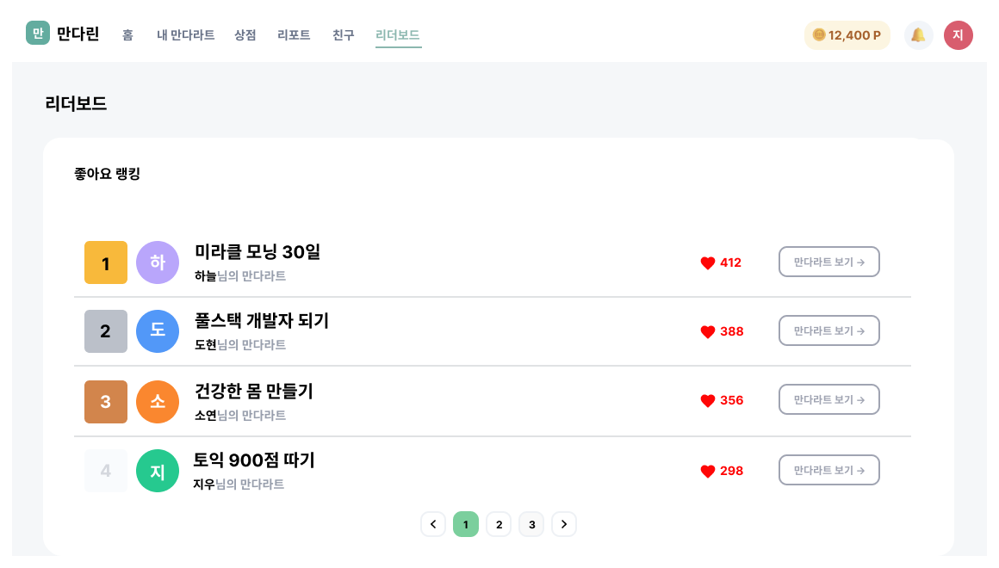 만 만다린 홈 내 만다라트 상점 리포트 친구 리더보드 12,400 P 지
리더보드
좋아요 랭킹
1 하 미라클 모닝 30일 412 만다라트 보기 →
하늘님의 만다라트
2 도 풀스택 개발자 되기 388 만다라트 보기 →
도현님의 만다라트
3 소 건강한 몸 만들기 356 만다라트 보기 →
소연님의 만다라트
4 지 토익 900점 따기 298 만다라트 보기 →
지우님의 만다라트
< 1 2 3 >